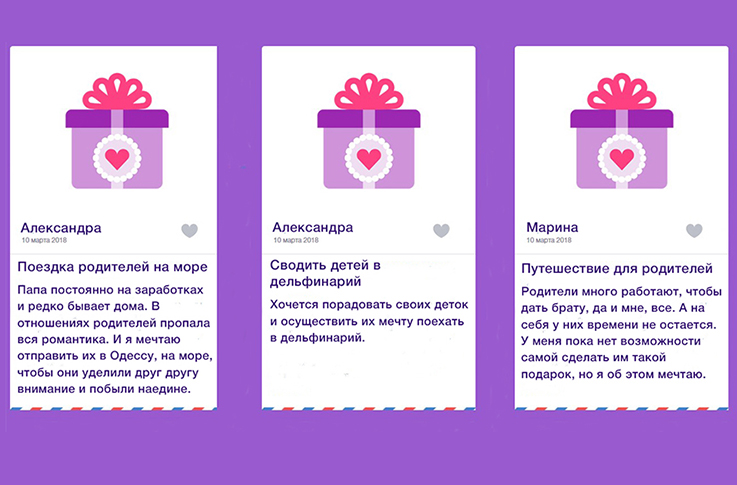 Александра
10 марта 2018
Поездка родителей на море
Папа постоянно на заработках
и редко бывает дома. В
отношениях родителей пропала
вся романтика. И я мечтаю
отправить их в Одессу, на море,
чтобы они уделили друг другу
внимание и побыли наедине.
Александра
10 марта 2018
Сводить детей в
дельфинарий
Хочется порадовать своих деток
и осуществить их мечту поехать
в дельфинарий.
Марина
10 марта 2018
Путешествие для родителей
Родители много работают, чтобы
дать брату, да и мне, все. А на
себя у них времени не остается.
У меня пока нет возможности
самой сделать им такой
подарок, но я об этом мечтаю.